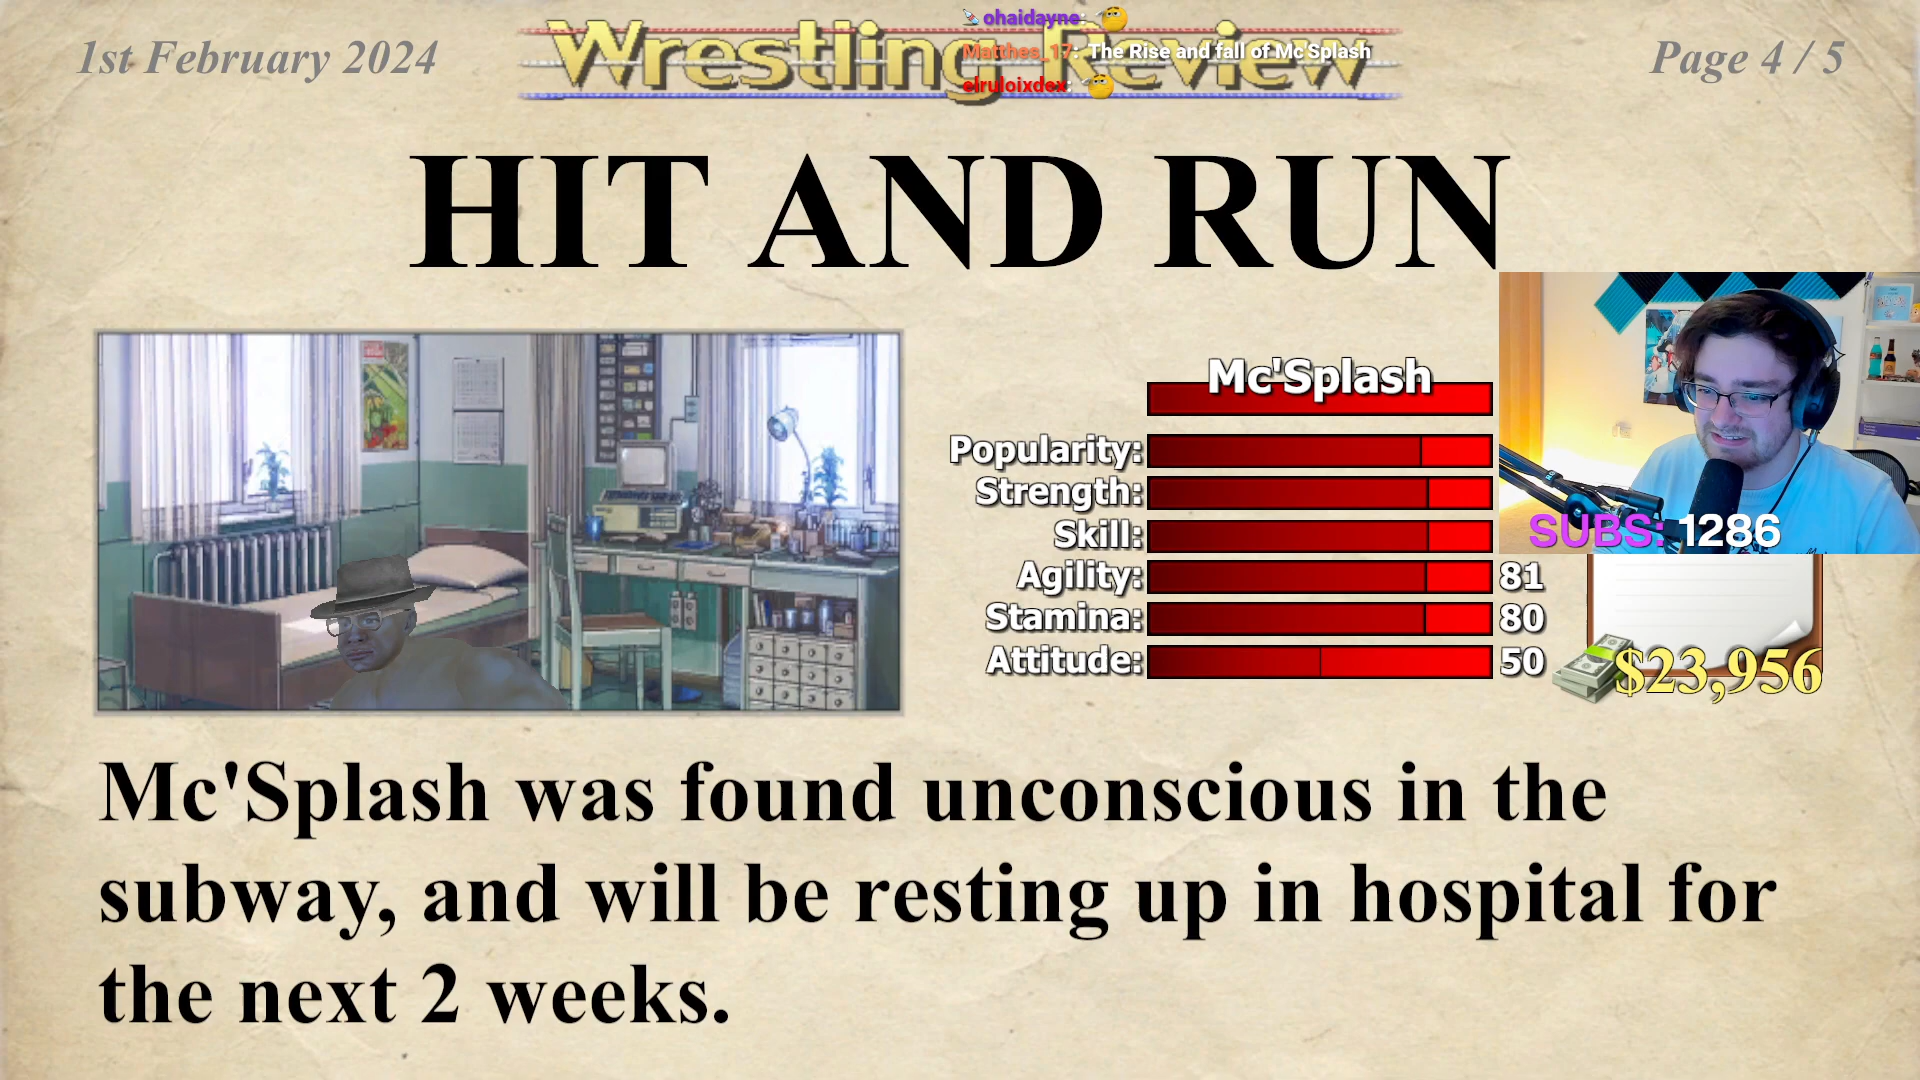 1st February 2024
Wrestling Review
Page 4 / 5
ohaidayne:
Matthes_17: The Rise and fall of Mc'Splash
elruloixdex:
HIT AND RUN
Mc'Splash
Popularity:
Strength:
Skill:
Agility: 81
Stamina: 80
Attitude: 50
SUBS: 1286
$23,956
Mc'Splash was found unconscious in the
subway, and will be resting up in hospital for
the next 2 weeks.